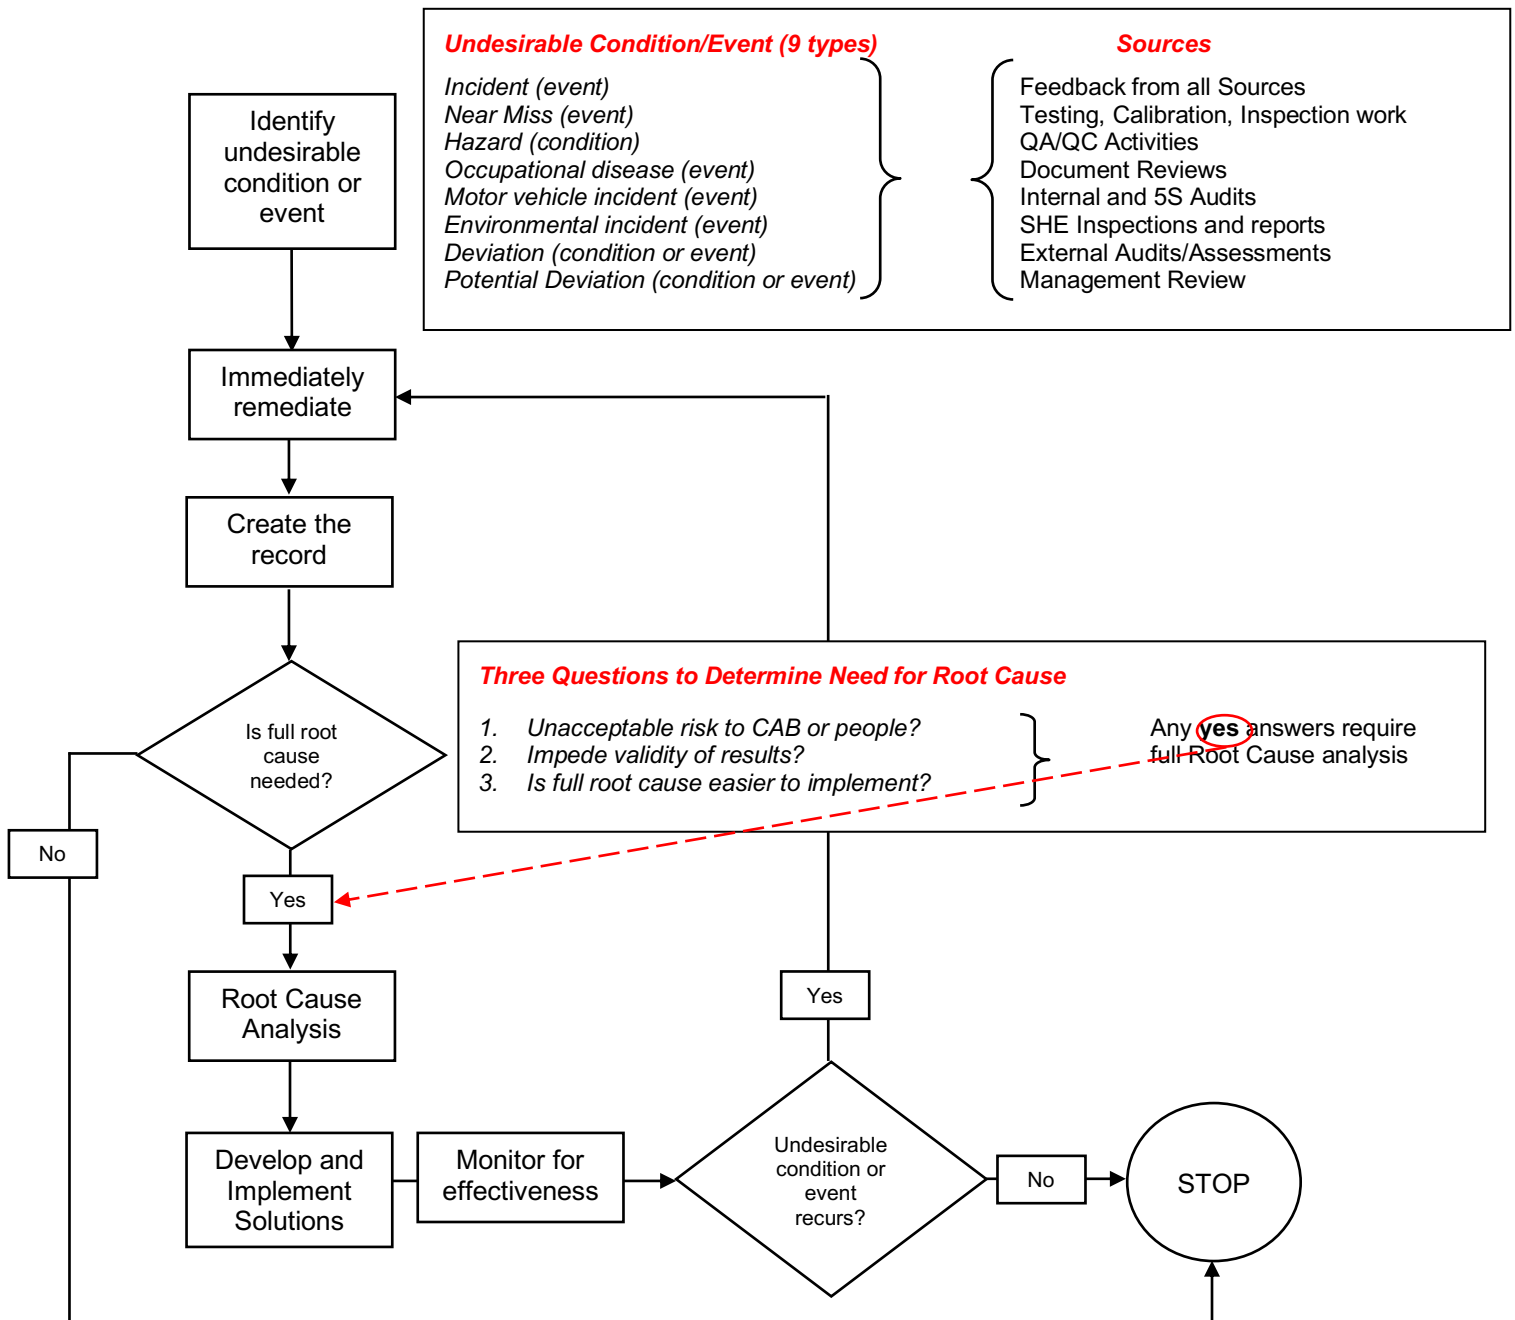 Undesirable Condition/Event (9 types)
Sources
Incident (event)
Near Miss (event)
Hazard (condition)
Occupational disease (event)
Motor vehicle incident (event)
Environmental incident (event)
Deviation (condition or event)
Potential Deviation (condition or event)
Feedback from all Sources
Testing, Calibration, Inspection work
QA/QC Activities
Document Reviews
Internal and 5S Audits
SHE Inspections and reports
External Audits/Assessments
Management Review
Identify
undesirable
condition or
event
Immediately
remediate
Create the
record
Is full root
cause
needed?
Three Questions to Determine Need for Root Cause
1. Unacceptable risk to CAB or people?
2. Impede validity of results?
3. Is full root cause easier to implement?
Any yes answers require
full Root Cause analysis
No
Yes
Root Cause
Analysis
Yes
Develop and
Implement
Solutions
Monitor for
effectiveness
Undesirable
condition or
event
recurs?
No
STOP